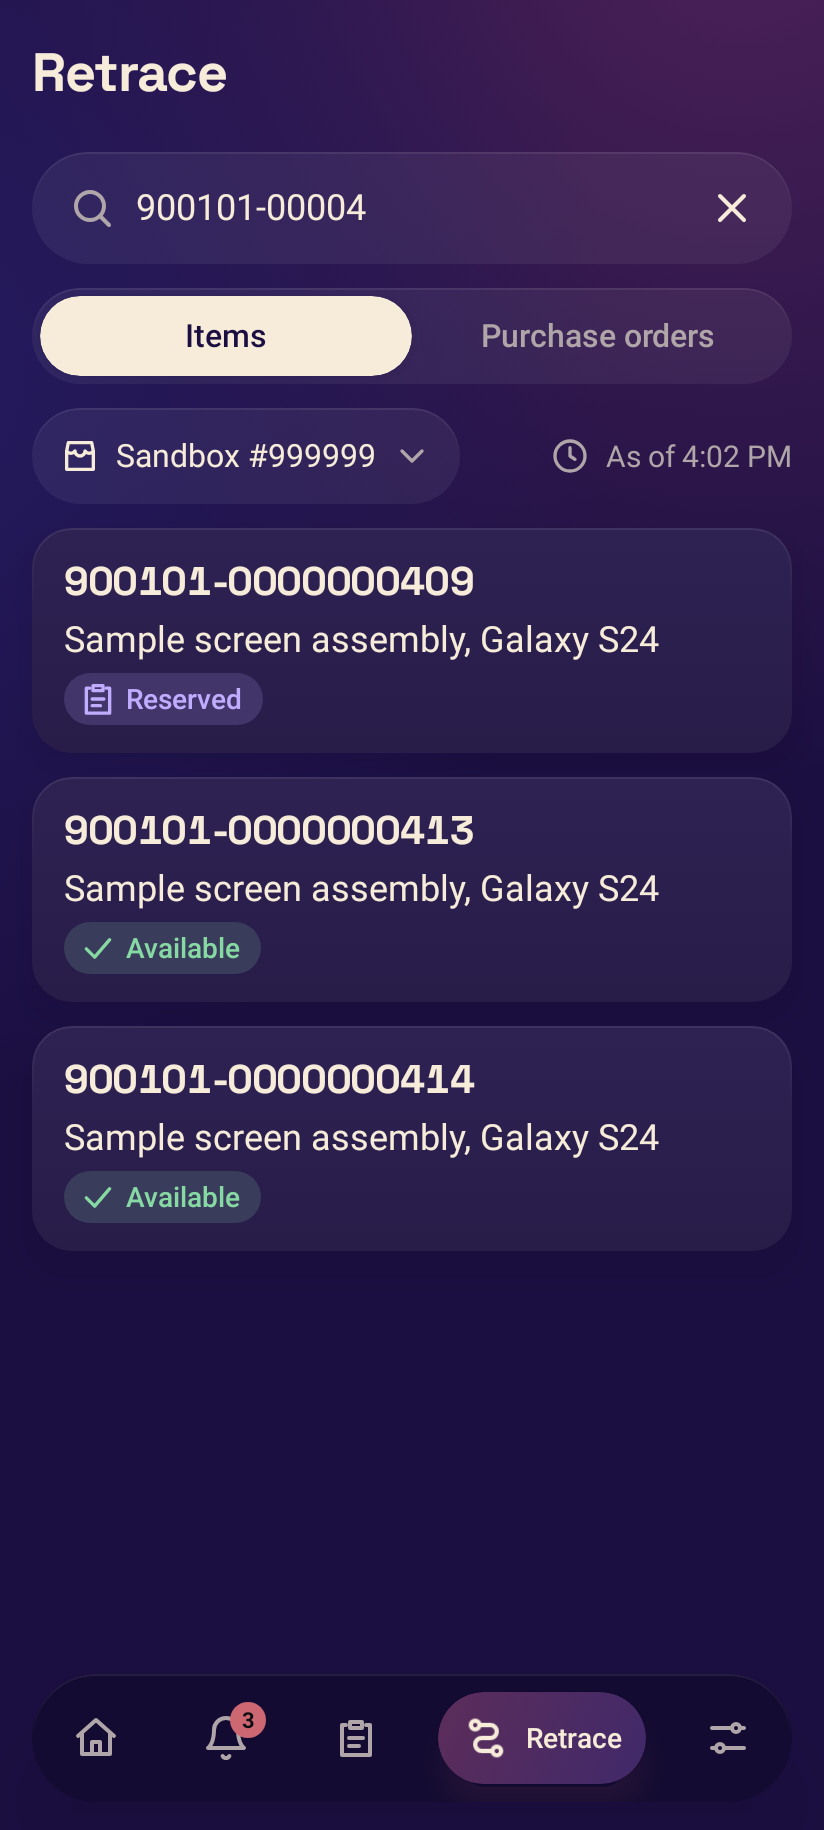 Retrace
900101-00004
Items
Purchase orders
Sandbox #999999
As of 4:02 PM
900101-0000000409
Sample screen assembly, Galaxy S24
Reserved
900101-0000000413
Sample screen assembly, Galaxy S24
Available
900101-0000000414
Sample screen assembly, Galaxy S24
Available
3
Retrace